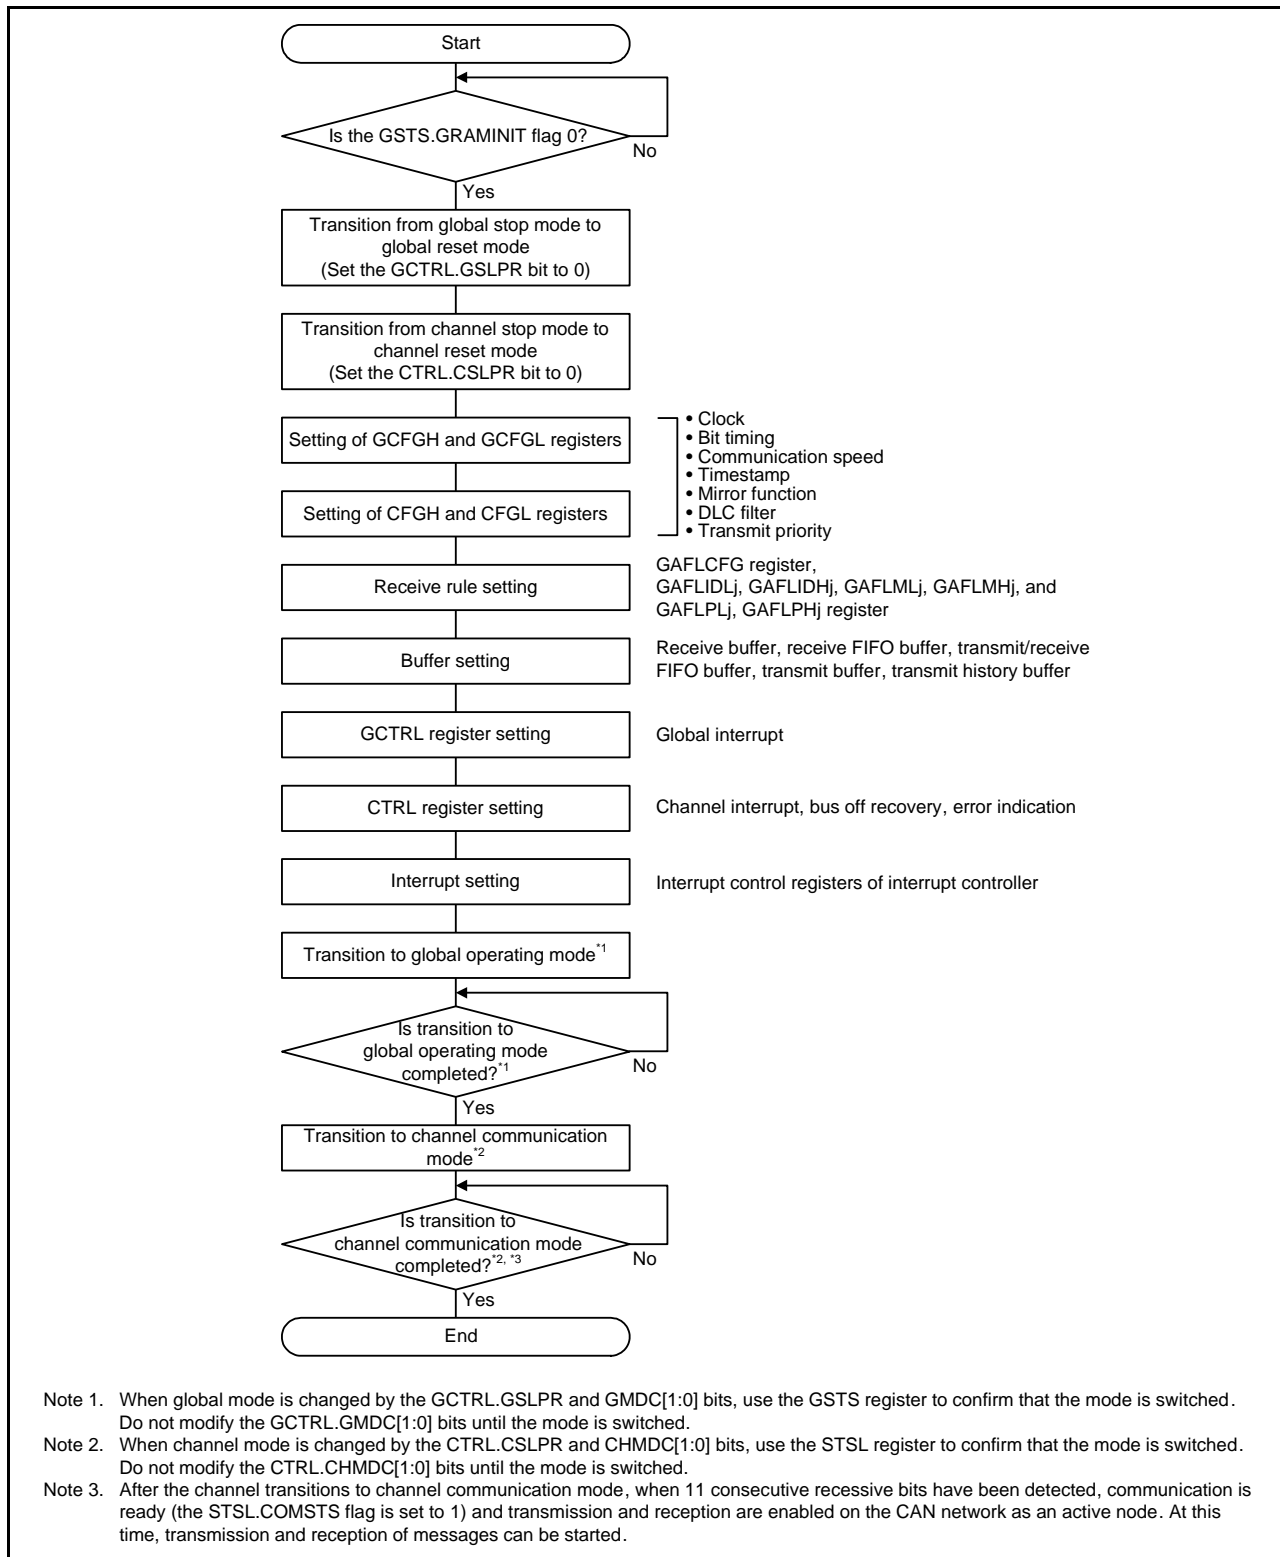 Start
Is the GSTS.GRAMINIT flag 0?
No
Yes
Transition from global stop mode to
global reset mode
(Set the GCTRL.GSLPR bit to 0)
Transition from channel stop mode to
channel reset mode
(Set the CTRL.CSLPR bit to 0)
Setting of GCFGH and GCFGL registers
Setting of CFGH and CFGL registers
• Clock
• Bit timing
• Communication speed
• Timestamp
• Mirror function
• DLC filter
• Transmit priority
Receive rule setting
GAFLCFG register,
GAFLIDLj, GAFLIDHj, GAFLMLj, GAFLMHj, and
GAFLPLj, GAFLPHj register
Buffer setting
Receive buffer, receive FIFO buffer, transmit/receive
FIFO buffer, transmit buffer, transmit history buffer
GCTRL register setting
Global interrupt
CTRL register setting
Channel interrupt, bus off recovery, error indication
Interrupt setting
Interrupt control registers of interrupt controller
Transition to global operating mode*1
Is transition to
global operating mode
completed?*1
No
Yes
Transition to channel communication
mode*2
Is transition to
channel communication mode
completed?*2, *3
No
Yes
End
Note 1. When global mode is changed by the GCTRL.GSLPR and GMDC[1:0] bits, use the GSTS register to confirm that the mode is switched.
Do not modify the GCTRL.GMDC[1:0] bits until the mode is switched.
Note 2. When channel mode is changed by the CTRL.CSLPR and CHMDC[1:0] bits, use the STSL register to confirm that the mode is switched.
Do not modify the CTRL.CHMDC[1:0] bits until the mode is switched.
Note 3. After the channel transitions to channel communication mode, when 11 consecutive recessive bits have been detected, communication is
ready (the STSL.COMSTS flag is set to 1) and transmission and reception are enabled on the CAN network as an active node. At this
time, transmission and reception of messages can be started.